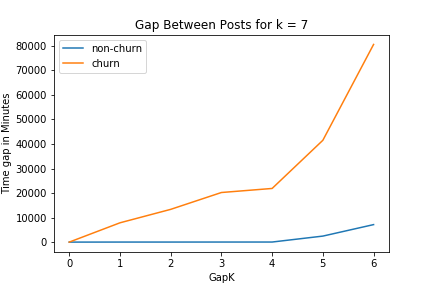 Gap Between Posts for k = 7
non-churn
churn
80000
70000
60000
50000
40000
30000
20000
10000
0
Time gap in Minutes
0 1 2 3 4 5 6
GapK